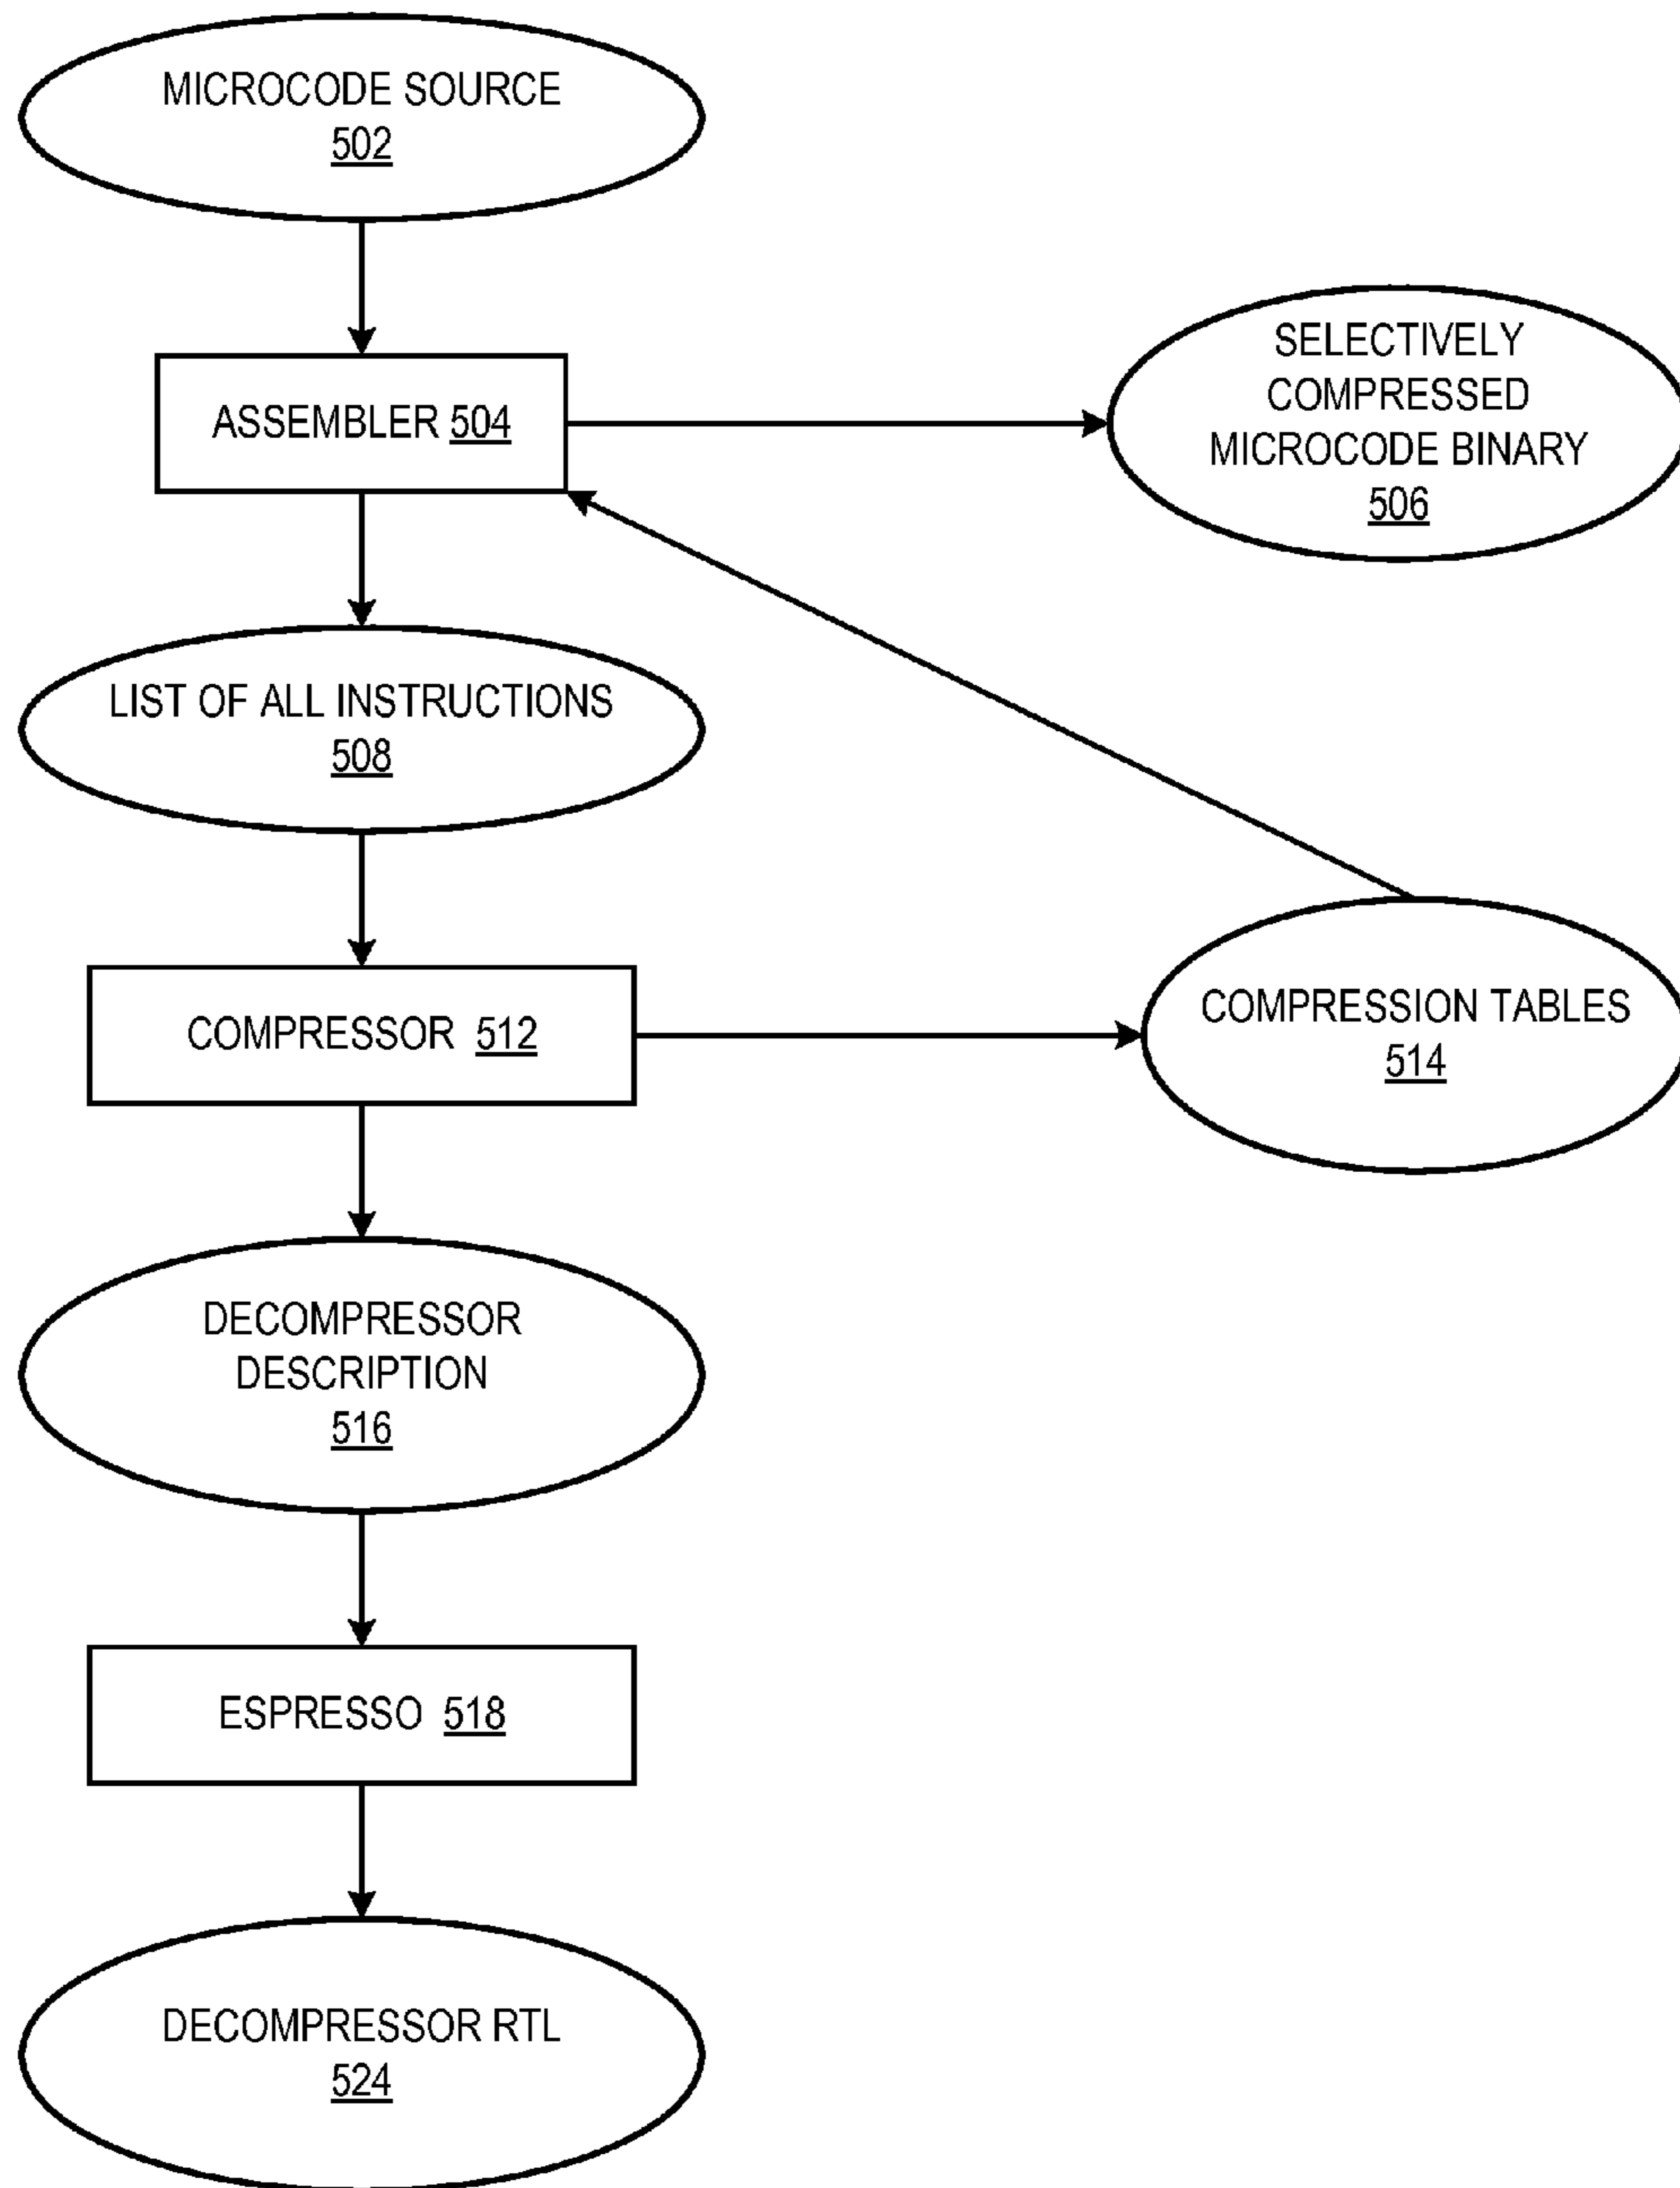 MICROCODE SOURCE
502
ASSEMBLER 504
SELECTIVELY
COMPRESSED
MICROCODE BINARY
506
LIST OF ALL INSTRUCTIONS
508
COMPRESSOR 512
COMPRESSION TABLES
514
DECOMPRESSOR
DESCRIPTION
516
ESPRESSO 518
DECOMPRESSOR RTL
524